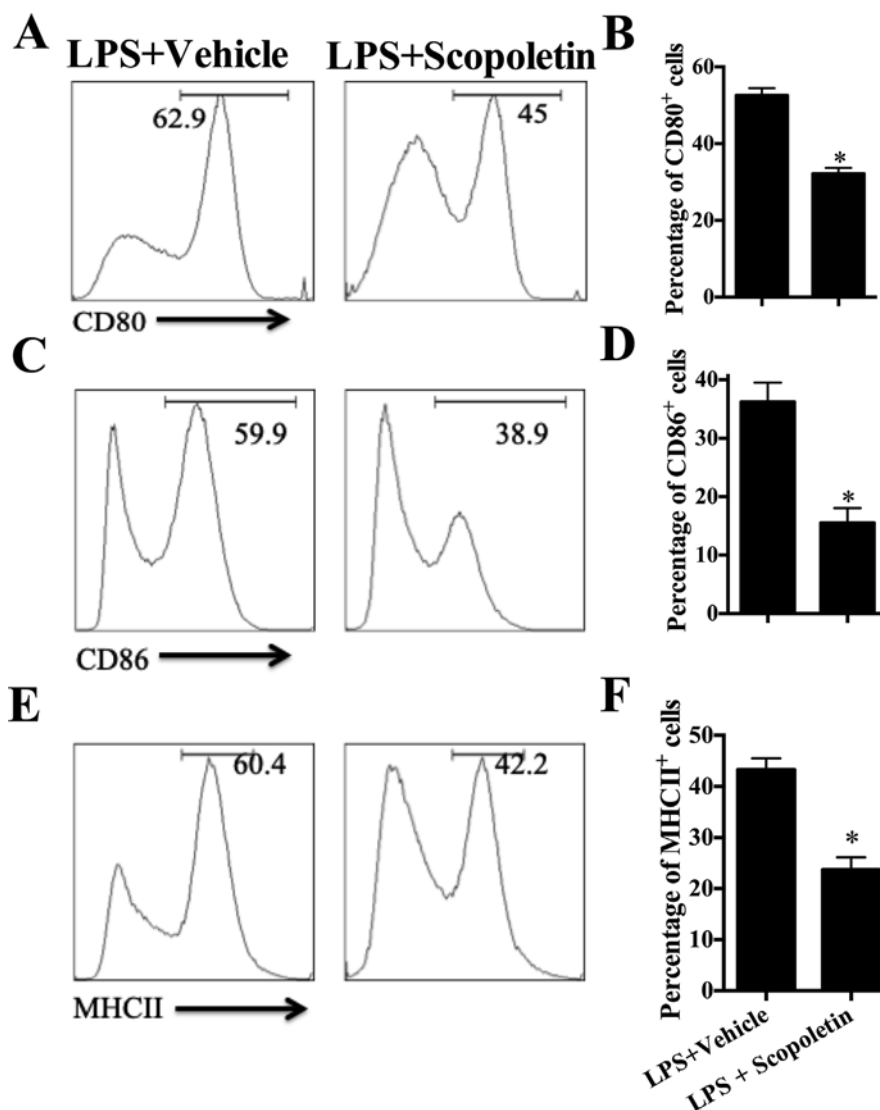 A
LPS+Vehicle
LPS+Scopoletin
62.9
45
CD80
B
Percentage of CD80+ cells
60
40
20
0
*
C
59.9
38.9
CD86
D
Percentage of CD86+ cells
40
30
20
10
0
*
E
60.4
42.2
MHCII
F
Percentage of MHCII+ cells
50
40
30
20
10
0
*
LPS+Vehicle
LPS + Scopoletin